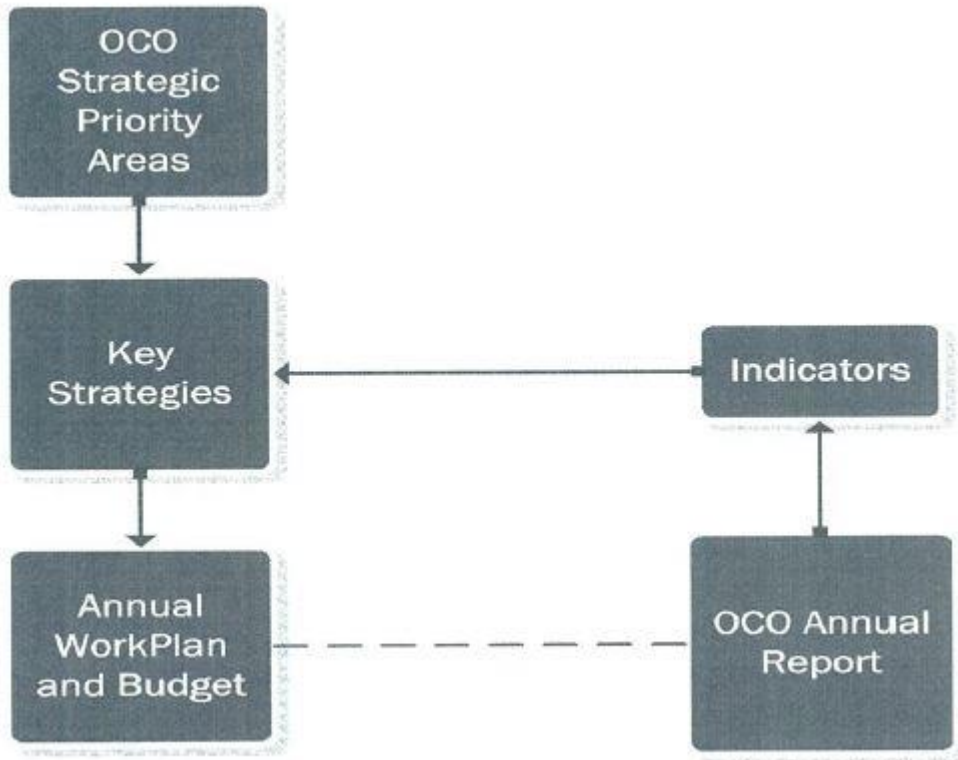 OCO
Strategic
Priority
Areas
Key
Strategies
Indicators
Annual
WorkPlan
and Budget
OCO Annual
Report